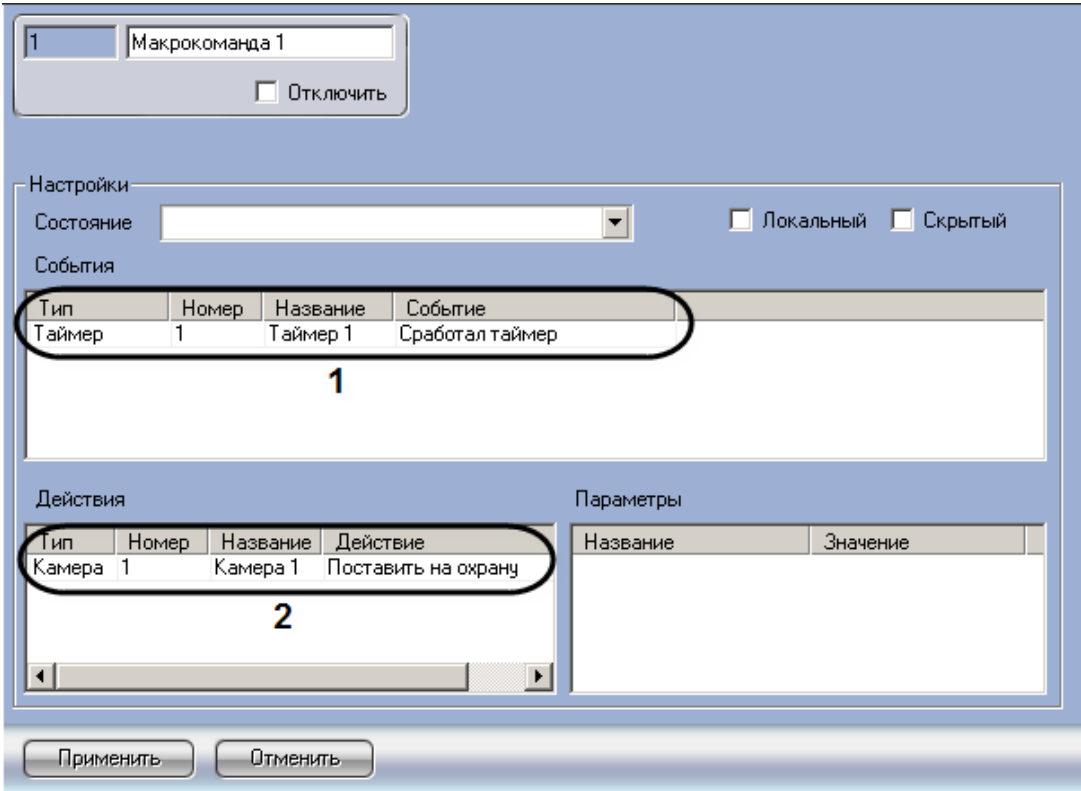 1 Макрокоманда 1
Отключить
Настройки
Состояние Локальный Скрытый
События
Тип Номер Название Событие
Таймер 1 Таймер 1 Сработал таймер
1
Действия Параметры
Тип Номер Название Действие Название Значение
Камера 1 Камера 1 Поставить на охрану
2
Применить Отменить